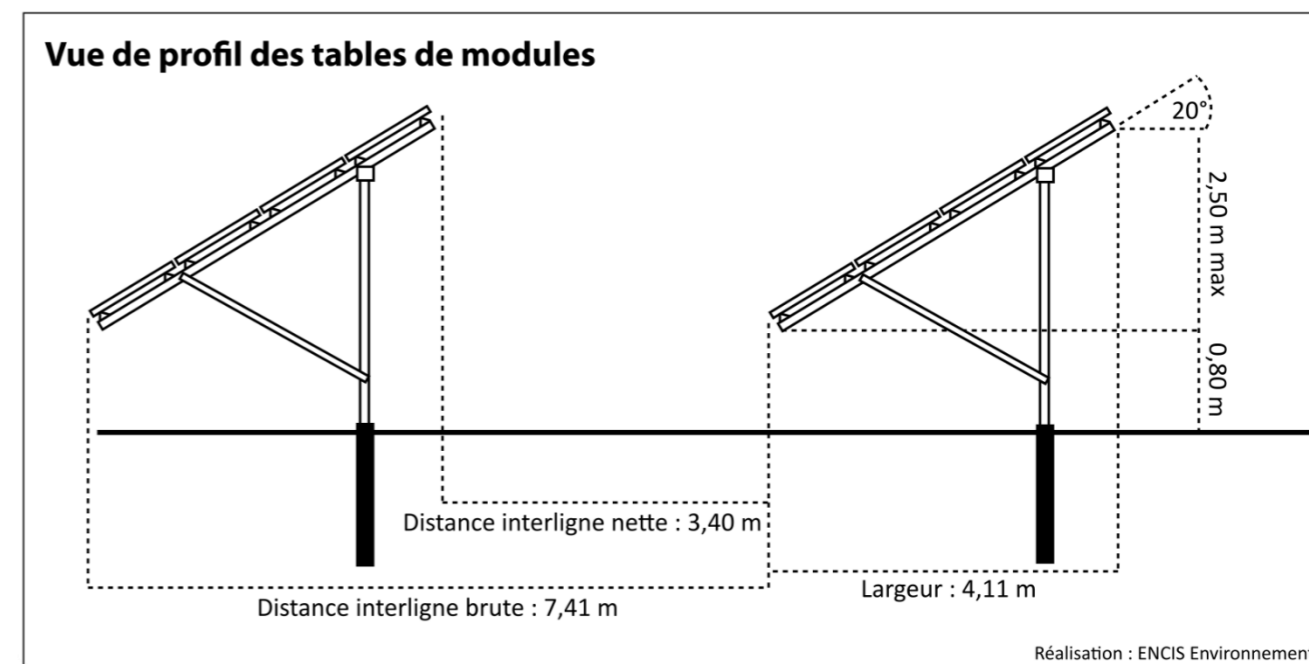 Vue de profil des tables de modules
20°
2,50 m max
0,80 m
Distance interligne nette : 3,40 m
Largeur : 4,11 m
Distance interligne brute : 7,41 m
Réalisation : ENCIS Environnement